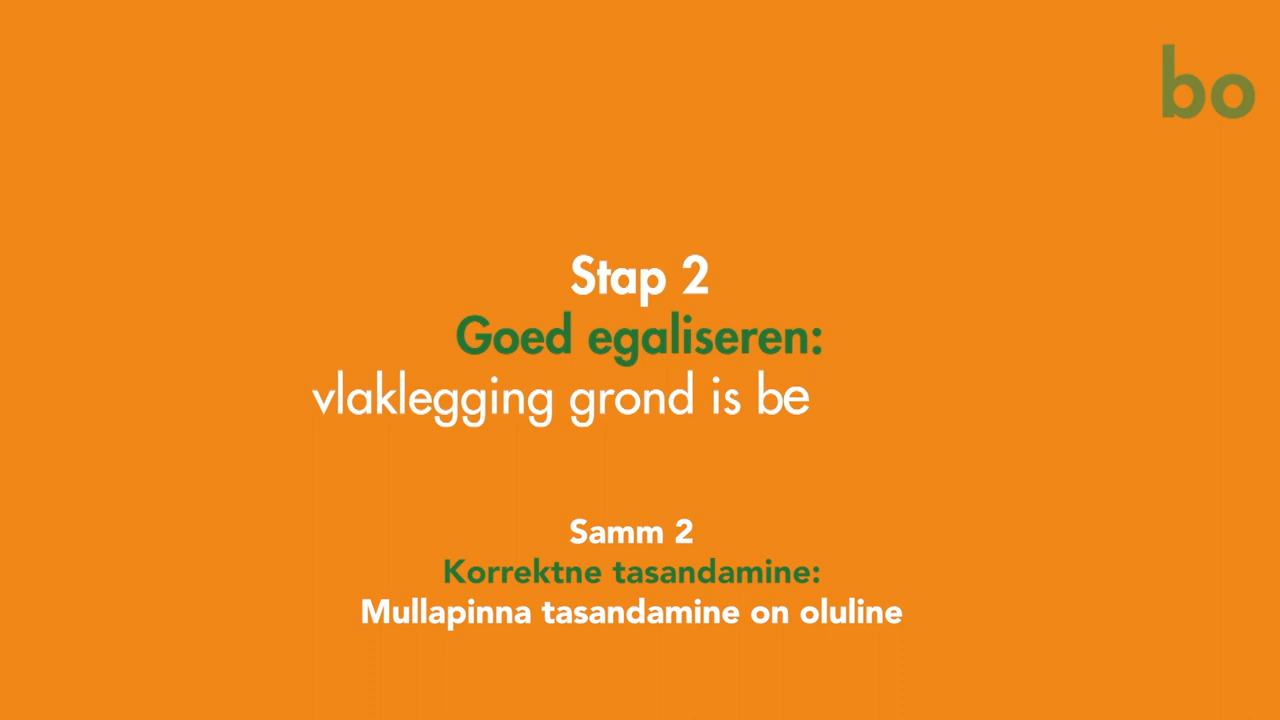 bo
Stap 2
Goed egaliseren:
vlaklegging grond is be
Samm 2
Korrektne tasandamine:
Mullapinna tasandamine on oluline